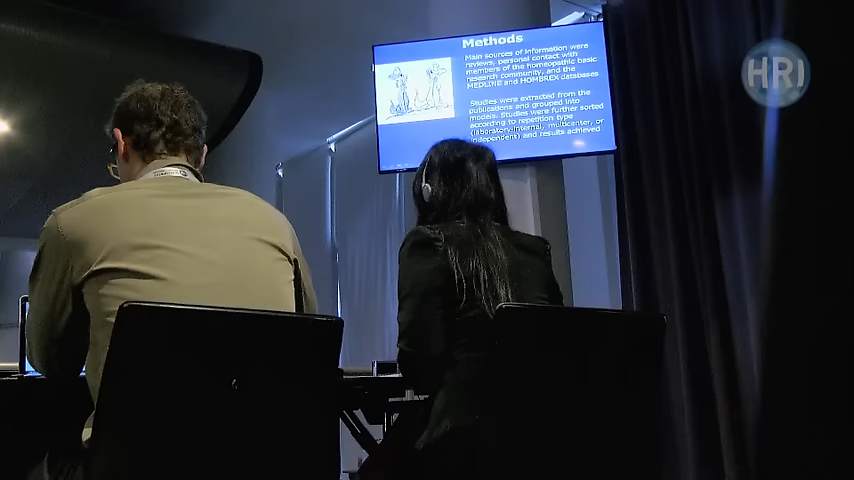 Methods
Main sources of information were
reviews, personal contact with
members of the homeopathic basic
research community, and the
MEDLINE and HOMBREX databases
Studies were extracted from the
publications and grouped into
models. Studies were further sorted
according to repetition type
(laboratory-internal, multicenter, or
independent) and results achieved
HRI